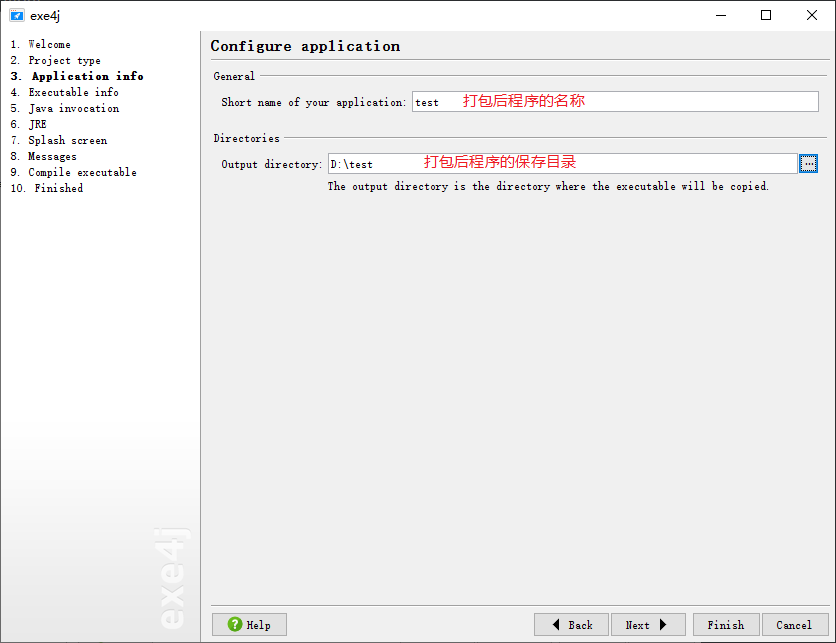 exe4j
1. Welcome
2. Project type
3. Application info
4. Executable info
5. Java invocation
6. JRE
7. Splash screen
8. Messages
9. Compile executable
10. Finished
exe4j
Configure application
General
Short name of your application: test 打包后程序的名称
Directories
Output directory: D:\test 打包后程序的保存目录 ...
The output directory is the directory where the executable will be copied.
? Help Back Next Finish Cancel